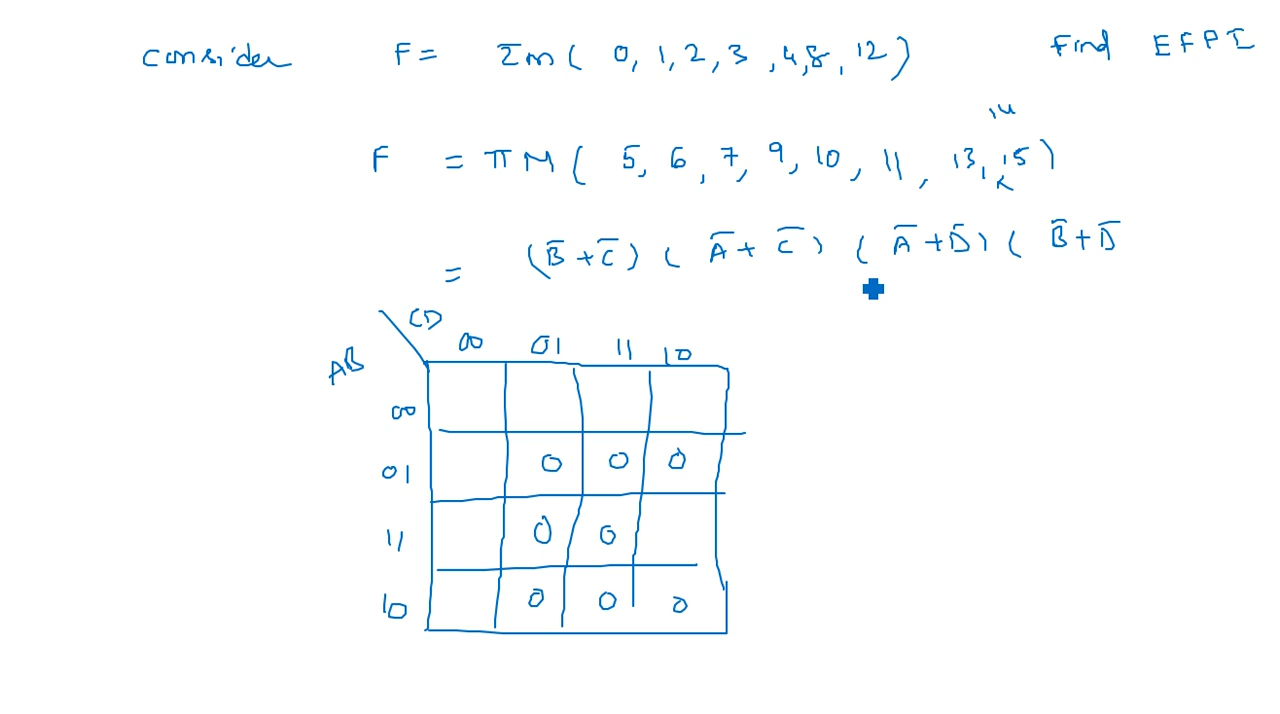 Consider F = Σm ( 0, 1, 2, 3, 4, 8, 12 ) Find EFPI
14
F = πM ( 5, 6, 7, 9, 10, 11, 13, 15 )
= (B̅ + C̅) ( A̅ + C̅ ) ( A̅ + D̅ ) ( B̅ + D̅
CD
AB 00 01 11 10
00
01 0 0 0
11 0 0
10 0 0 0